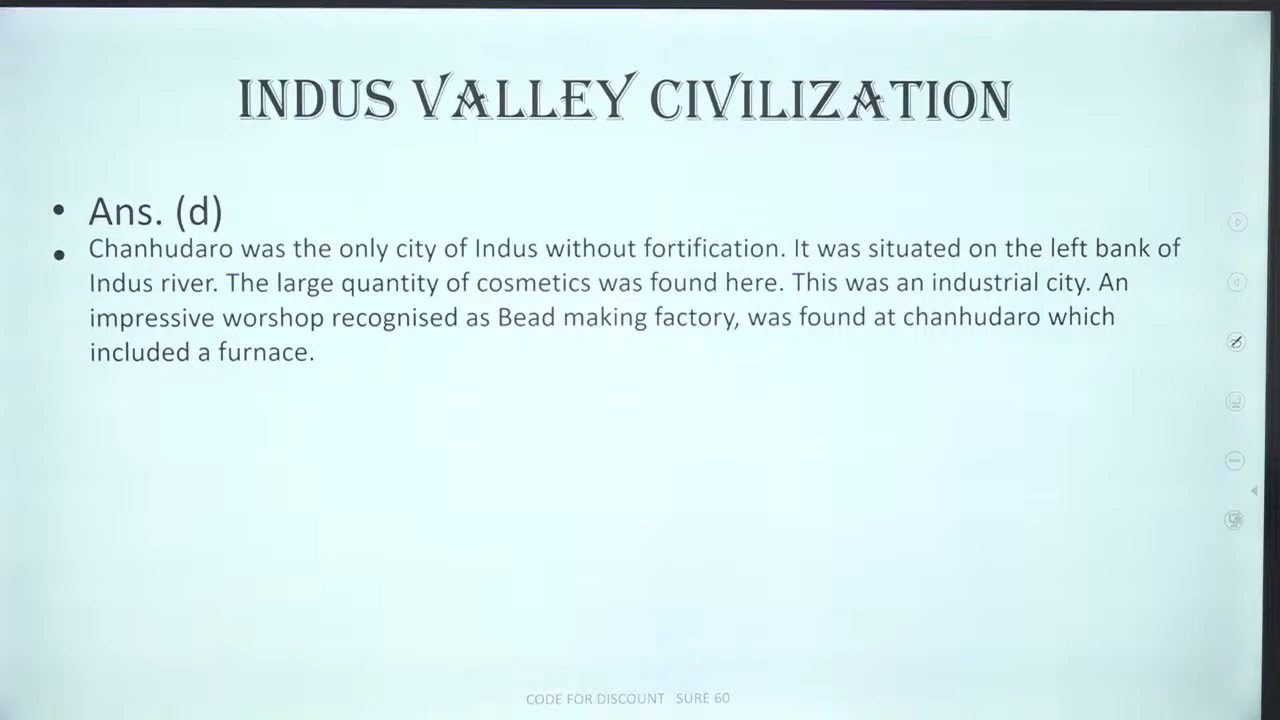 INDUS VALLEY CIVILIZATION
• Ans. (d)
• Chanhudaro was the only city of Indus without fortification. It was situated on the left bank of
Indus river. The large quantity of cosmetics was found here. This was an industrial city. An
impressive worshop recognised as Bead making factory, was found at chanhudaro which
included a furnace.
CODE FOR DISCOUNT SURE 60